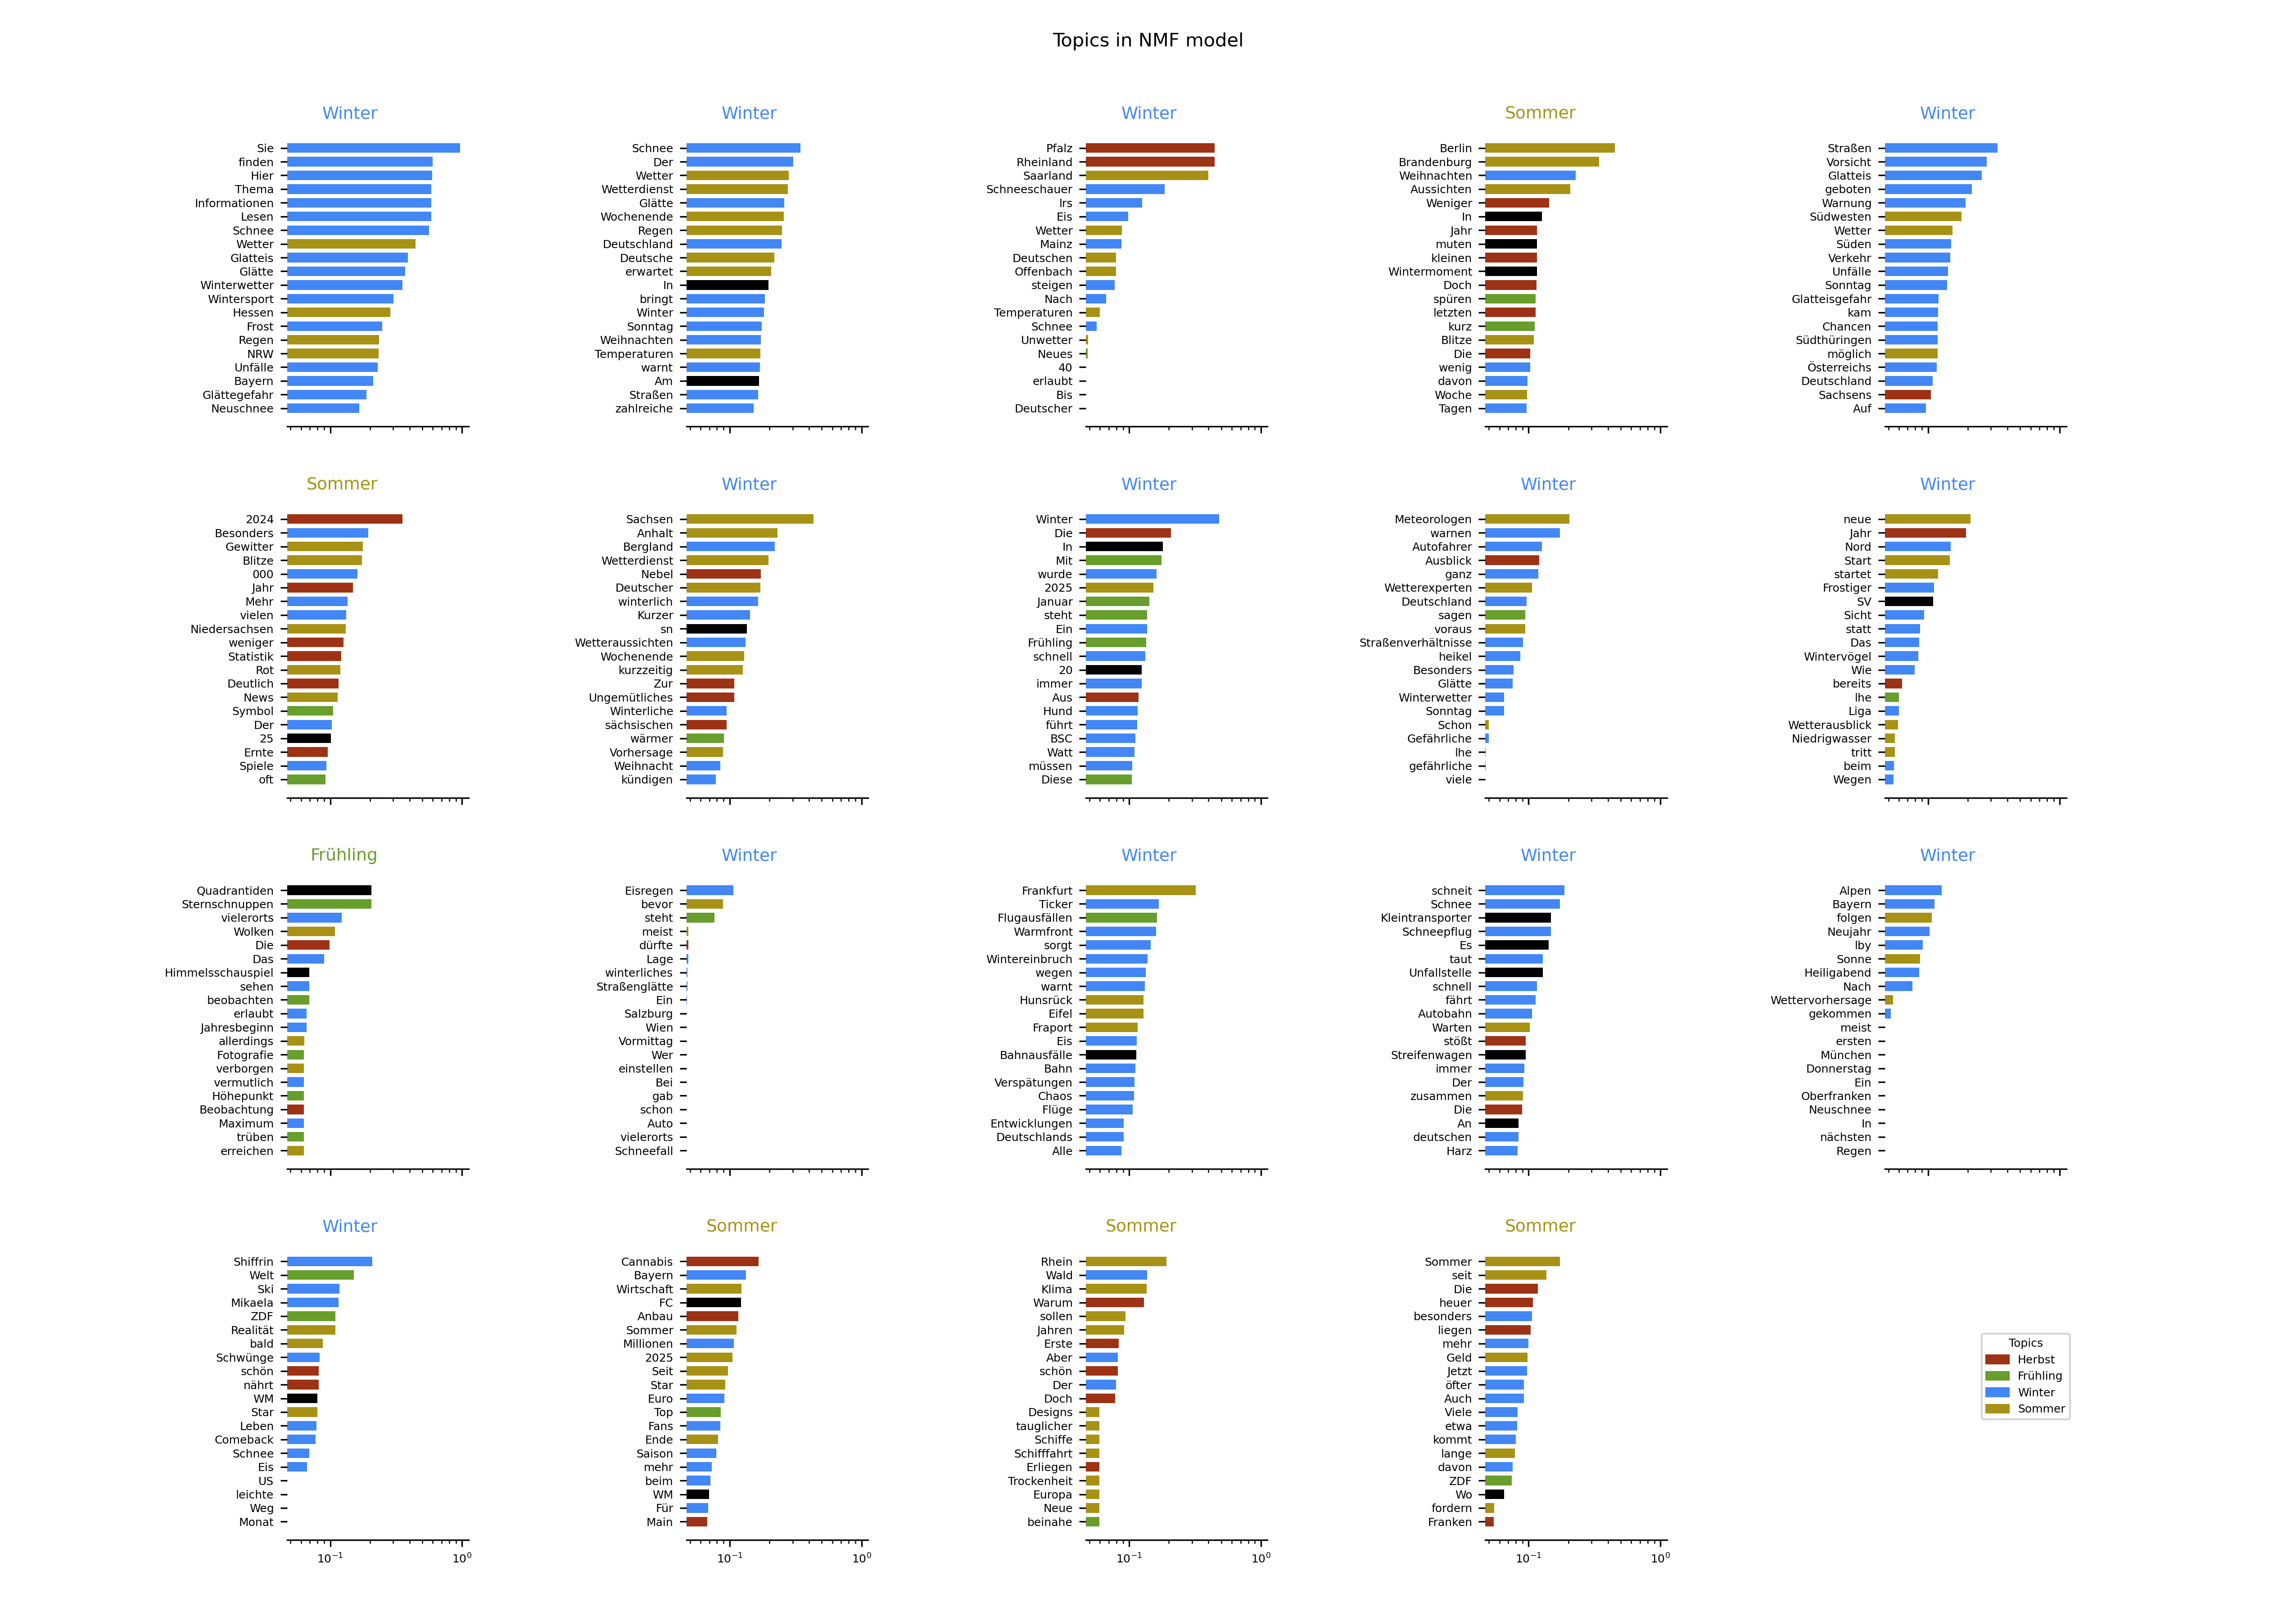 Topics in NMF model
Winter
Sie
finden
Hier
Thema
Informationen
Lesen
Schnee
Wetter
Glatteis
Glätte
Winterwetter
Wintersport
Hessen
Frost
Regen
NRW
Unfälle
Bayern
Glättegefahr
Neuschnee
Winter
Schnee
Der
Wetter
Wetterdienst
Glätte
Wochenende
Regen
Deutschland
Deutsche
erwartet
In
bringt
Winter
Sonntag
Weihnachten
Temperaturen
warnt
Am
Straßen
zahlreiche
Winter
Pfalz
Rheinland
Saarland
Schneeschauer
lrs
Eis
Wetter
Mainz
Deutschen
Offenbach
steigen
Nach
Temperaturen
Schnee
Unwetter
Neues
40
erlaubt
Bis
Deutscher
Sommer
Berlin
Brandenburg
Weihnachten
Aussichten
Weniger
In
Jahr
muten
kleinen
Wintermoment
Doch
spüren
letzten
kurz
Blitze
Die
wenig
davon
Woche
Tagen
Winter
Straßen
Vorsicht
Glatteis
geboten
Warnung
Südwesten
Wetter
Süden
Verkehr
Unfälle
Sonntag
Glatteisgefahr
kam
Chancen
Südthüringen
möglich
Österreichs
Deutschland
Sachsens
Auf
Sommer
2024
Besonders
Gewitter
Blitze
000
Jahr
Mehr
vielen
Niedersachsen
weniger
Statistik
Rot
Deutlich
News
Symbol
Der
25
Ernte
Spiele
oft
Winter
Sachsen
Anhalt
Bergland
Wetterdienst
Nebel
Deutscher
winterlich
Kurzer
sn
Wetteraussichten
Wochenende
kurzzeitig
Zur
Ungemütliches
Winterliche
sächsischen
wärmer
Vorhersage
Weihnacht
kündigen
Winter
Winter
Die
In
Mit
wurde
2025
Januar
steht
Ein
Frühling
schnell
20
immer
Aus
Hund
führt
BSC
Watt
müssen
Diese
Winter
Meteorologen
warnen
Autofahrer
Ausblick
ganz
Wetterexperten
Deutschland
sagen
voraus
Straßenverhältnisse
heikel
Besonders
Glätte
Winterwetter
Sonntag
Schon
Gefährliche
lhe
gefährliche
viele
Winter
neue
Jahr
Nord
Start
startet
Frostiger
SV
Sicht
statt
Das
Wintervögel
Wie
bereits
lhe
Liga
Wetterausblick
Niedrigwasser
tritt
beim
Wegen
Frühling
Quadrantiden
Sternschnuppen
vielerorts
Wolken
Die
Das
Himmelsschauspiel
sehen
beobachten
erlaubt
Jahresbeginn
allerdings
Fotografie
verborgen
vermutlich
Höhepunkt
Beobachtung
Maximum
trüben
erreichen
Winter
Eisregen
bevor
steht
meist
dürfte
Lage
winterliches
Straßenglätte
Ein
Salzburg
Wien
Vormittag
Wer
einstellen
Bei
gab
schon
Auto
vielerorts
Schneefall
Winter
Frankfurt
Ticker
Flugausfällen
Warmfront
sorgt
Wintereinbruch
wegen
warnt
Hunsrück
Eifel
Fraport
Eis
Bahnausfälle
Bahn
Verspätungen
Chaos
Flüge
Entwicklungen
Deutschlands
Alle
Winter
schneit
Schnee
Kleintransporter
Schneepflug
Es
taut
Unfallstelle
schnell
fährt
Autobahn
Warten
stößt
Streifenwagen
immer
Der
zusammen
Die
An
deutschen
Harz
Winter
Alpen
Bayern
folgen
Neujahr
lby
Sonne
Heiligabend
Nach
Wettervorhersage
gekommen
meist
ersten
München
Donnerstag
Ein
Oberfranken
Neuschnee
In
nächsten
Regen
Winter
Shiffrin
Welt
Ski
Mikaela
ZDF
Realität
bald
Schwünge
schön
nährt
WM
Star
Leben
Comeback
Schnee
Eis
US
leichte
Weg
Monat
10⁻¹ 10⁰
Sommer
Cannabis
Bayern
Wirtschaft
FC
Anbau
Sommer
Millionen
2025
Seit
Star
Euro
Top
Fans
Ende
Saison
mehr
beim
WM
Für
Main
10⁻¹ 10⁰
Sommer
Rhein
Wald
Klima
Warum
sollen
Jahren
Erste
Aber
schön
Der
Doch
Designs
tauglicher
Schiffe
Schifffahrt
Erliegen
Trockenheit
Europa
Neue
beinahe
10⁻¹ 10⁰
Sommer
Sommer
seit
Die
heuer
besonders
liegen
mehr
Geld
Jetzt
öfter
Auch
Viele
etwa
kommt
lange
davon
ZDF
Wo
fordern
Franken
10⁻¹ 10⁰
Topics
Herbst
Frühling
Winter
Sommer